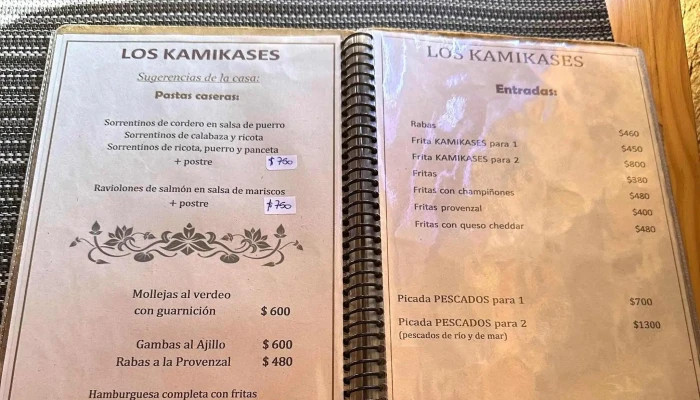 LOS KAMIKASES
Sugerencias de la casa:
Pastas caseras:
Sorrentinos de cordero en salsa de puerro
Sorrentinos de calabaza y ricota
Sorrentinos de ricota, puerro y panceta
+ postre $ 750
Raviolones de salmón en salsa de mariscos
+ postre $ 750
Mollejas al verdeo
con guarnición $ 600
Gambas al Ajillo $ 600
Rabas a la Provenzal $ 480
Hamburguesa completa con fritas
LOS KAMIKASES
Entradas:
Rabas $460
Frita KAMIKASES para 1 $450
Frita KAMIKASES para 2 $800
Fritas $380
Fritas con champiñones $480
Fritas provenzal $400
Fritas con queso cheddar $480
Picada PESCADOS para 1 $700
Picada PESCADOS para 2 $1300
(pescados de río y de mar)